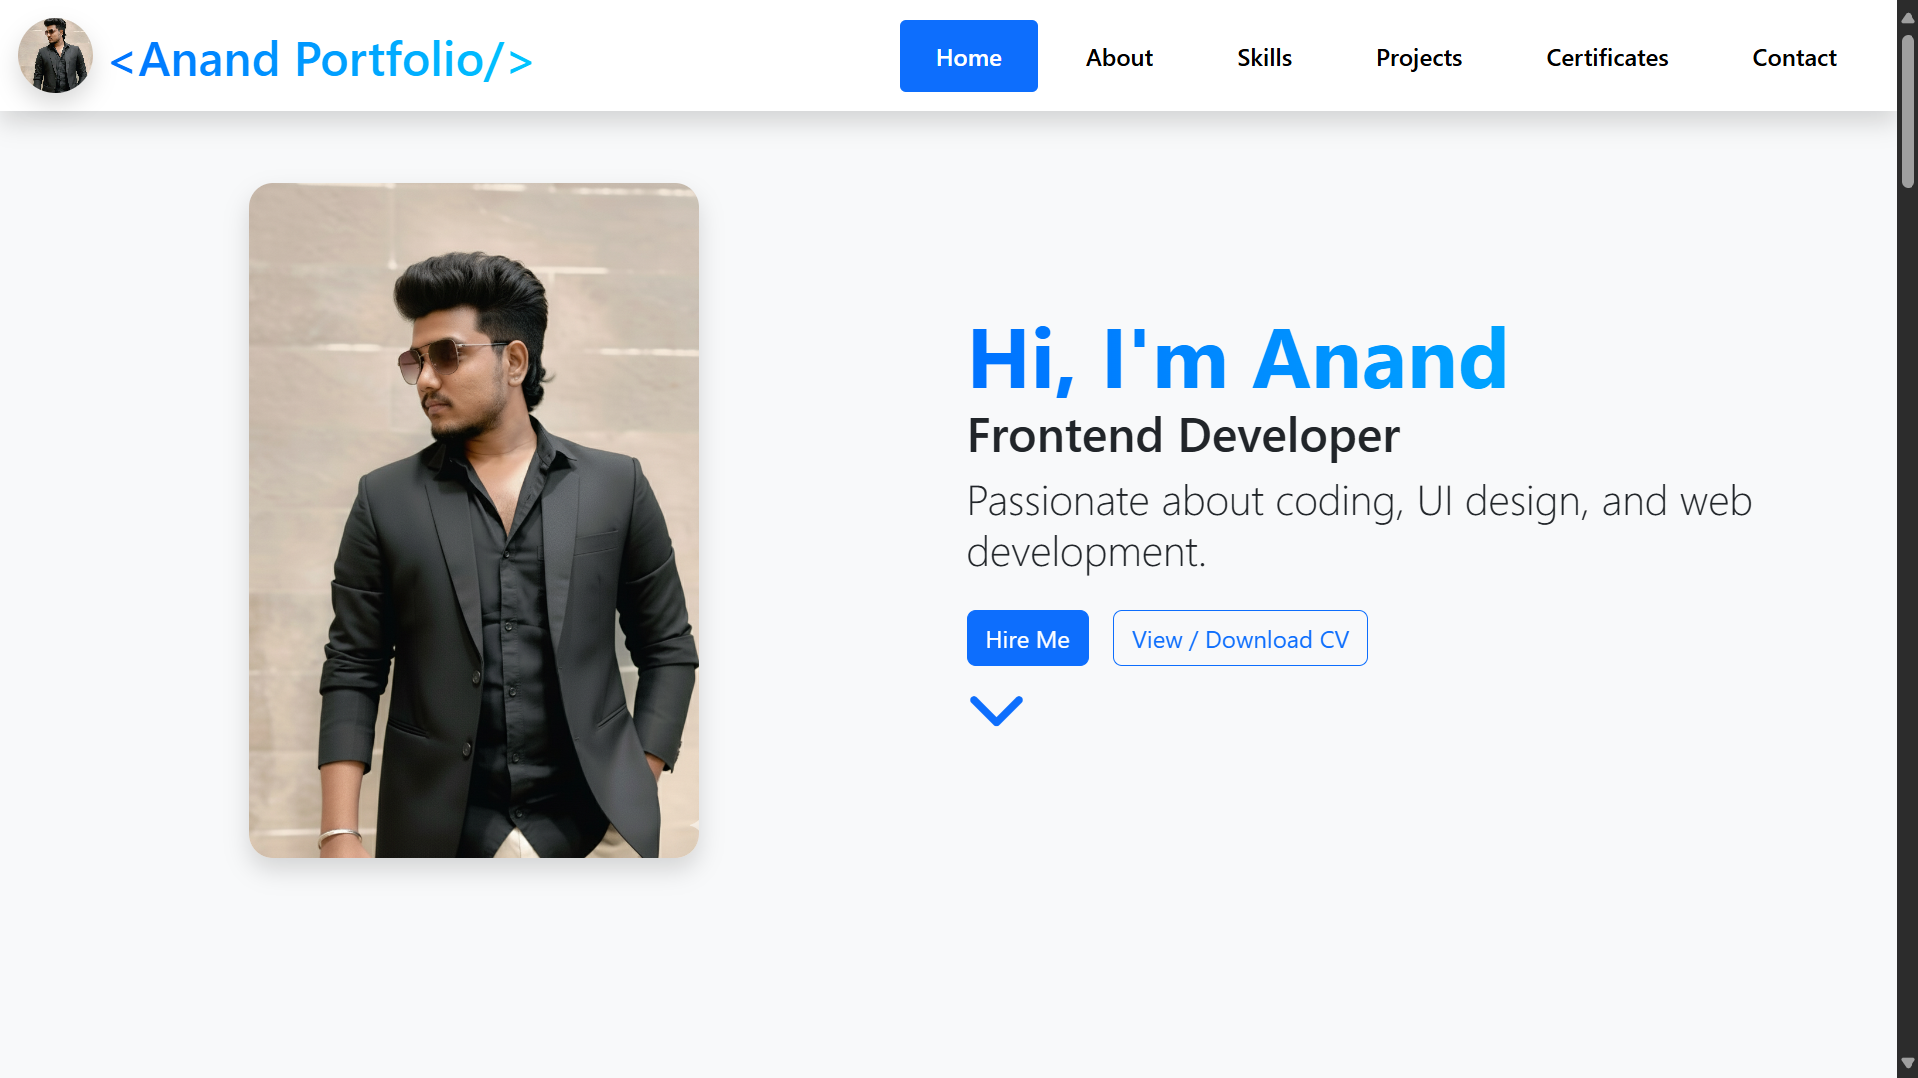 <Anand Portfolio/>
Home
About
Skills
Projects
Certificates
Contact
Hi, I'm Anand
Frontend Developer
Passionate about coding, UI design, and web
development.
Hire Me
View / Download CV